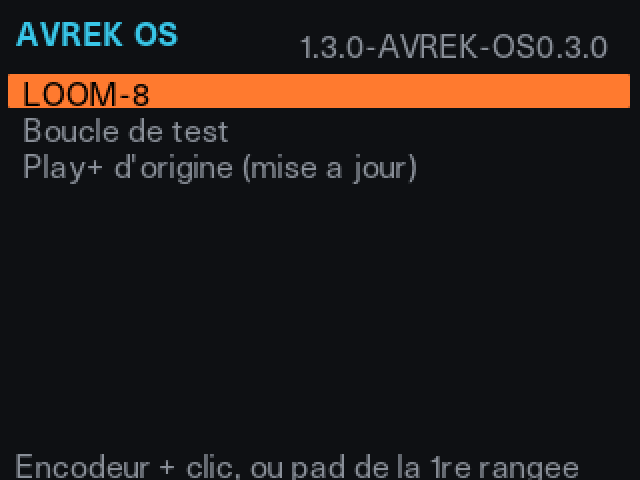 AVREK OS
1.3.0-AVREK-OS0.3.0
LOOM-8
Boucle de test
Play+ d'origine (mise a jour)
Encodeur + clic, ou pad de la 1re rangee